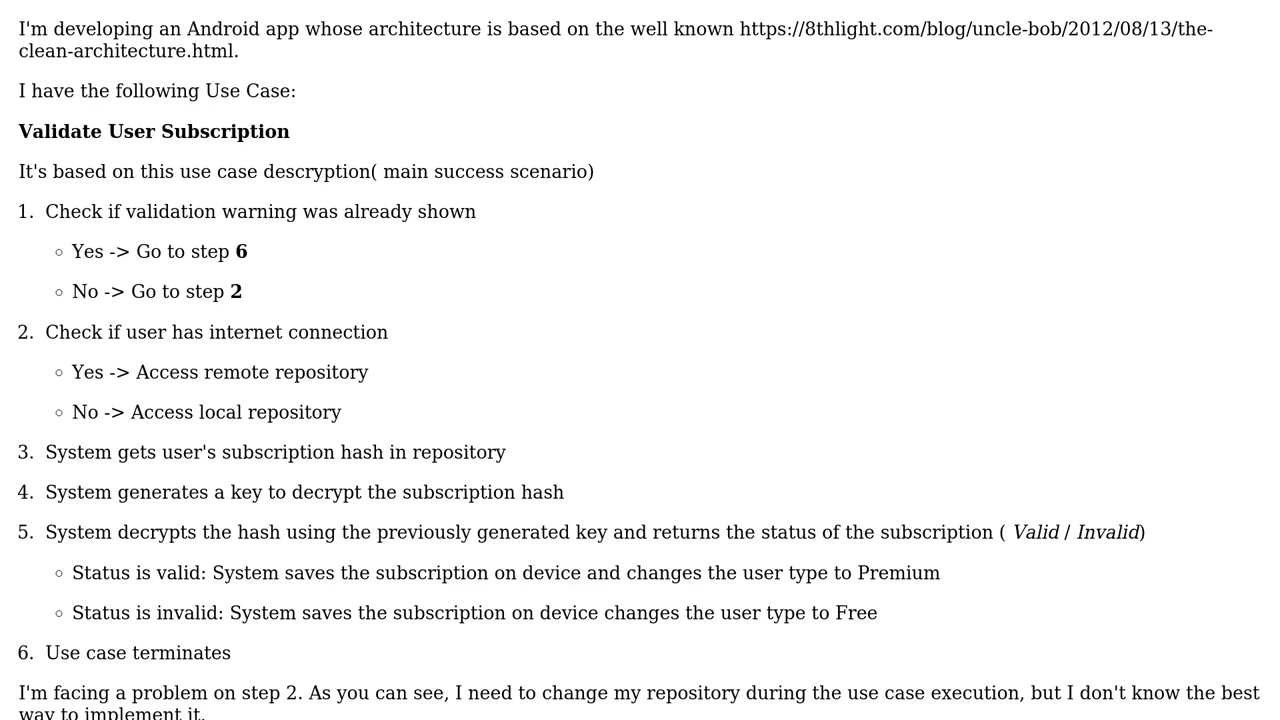 I'm developing an Android app whose architecture is based on the well known https://8thlight.com/blog/uncle-bob/2012/08/13/the-
clean-architecture.html.
I have the following Use Case:
Validate User Subscription
It's based on this use case descryption( main success scenario)
1. Check if validation warning was already shown
◦ Yes -> Go to step 6
◦ No -> Go to step 2
2. Check if user has internet connection
◦ Yes -> Access remote repository
◦ No -> Access local repository
3. System gets user's subscription hash in repository
4. System generates a key to decrypt the subscription hash
5. System decrypts the hash using the previously generated key and returns the status of the subscription ( Valid / Invalid)
◦ Status is valid: System saves the subscription on device and changes the user type to Premium
◦ Status is invalid: System saves the subscription on device changes the user type to Free
6. Use case terminates
I'm facing a problem on step 2. As you can see, I need to change my repository during the use case execution, but I don't know the best
way to implement it.